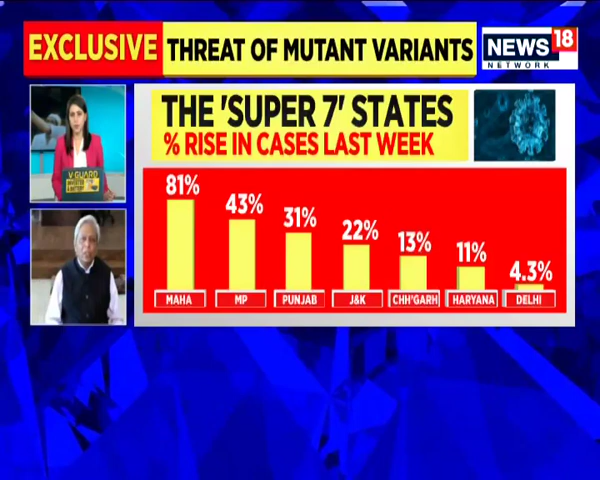 EXCLUSIVE THREAT OF MUTANT VARIANTS
NEWS 18
NETWORK
THE 'SUPER 7' STATES
% RISE IN CASES LAST WEEK
V-GUARD
81% 43% 31% 22% 13% 11% 4.3%
MAHA MP PUNJAB J&K CHH'GARH HARYANA DELHI